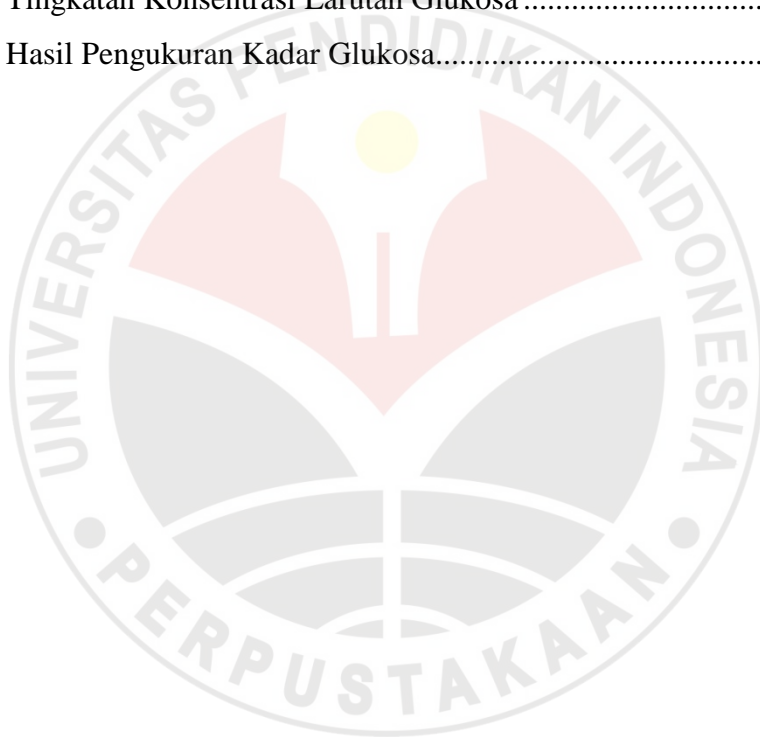 Tingkatan Konsentrasi Larutan Glukosa ..............................
Hasil Pengukuran Kadar Glukosa.....................................
UNIVERSITAS PENDIDIKAN INDONESIA
PERPUSTAKAAN